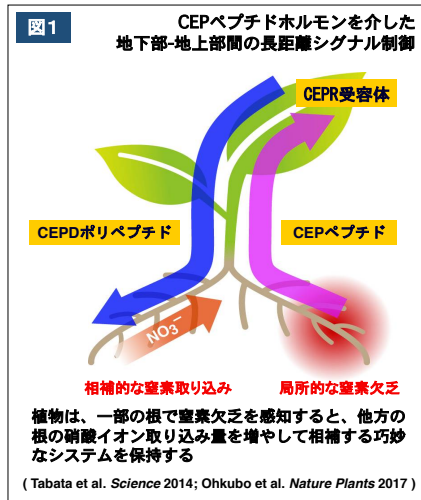 図1
CEPペプチドホルモンを介した
地下部-地上部間の長距離シグナル制御
CEPR受容体
CEPDポリペプチド
CEPペプチド
NO₃⁻
相補的な窒素取り込み
局所的な窒素欠乏
植物は、一部の根で窒素欠乏を感知すると、他方の
根の硝酸イオン取り込み量を増やして相補する巧妙
なシステムを保持する
( Tabata et al. Science 2014; Ohkubo et al. Nature Plants 2017 )